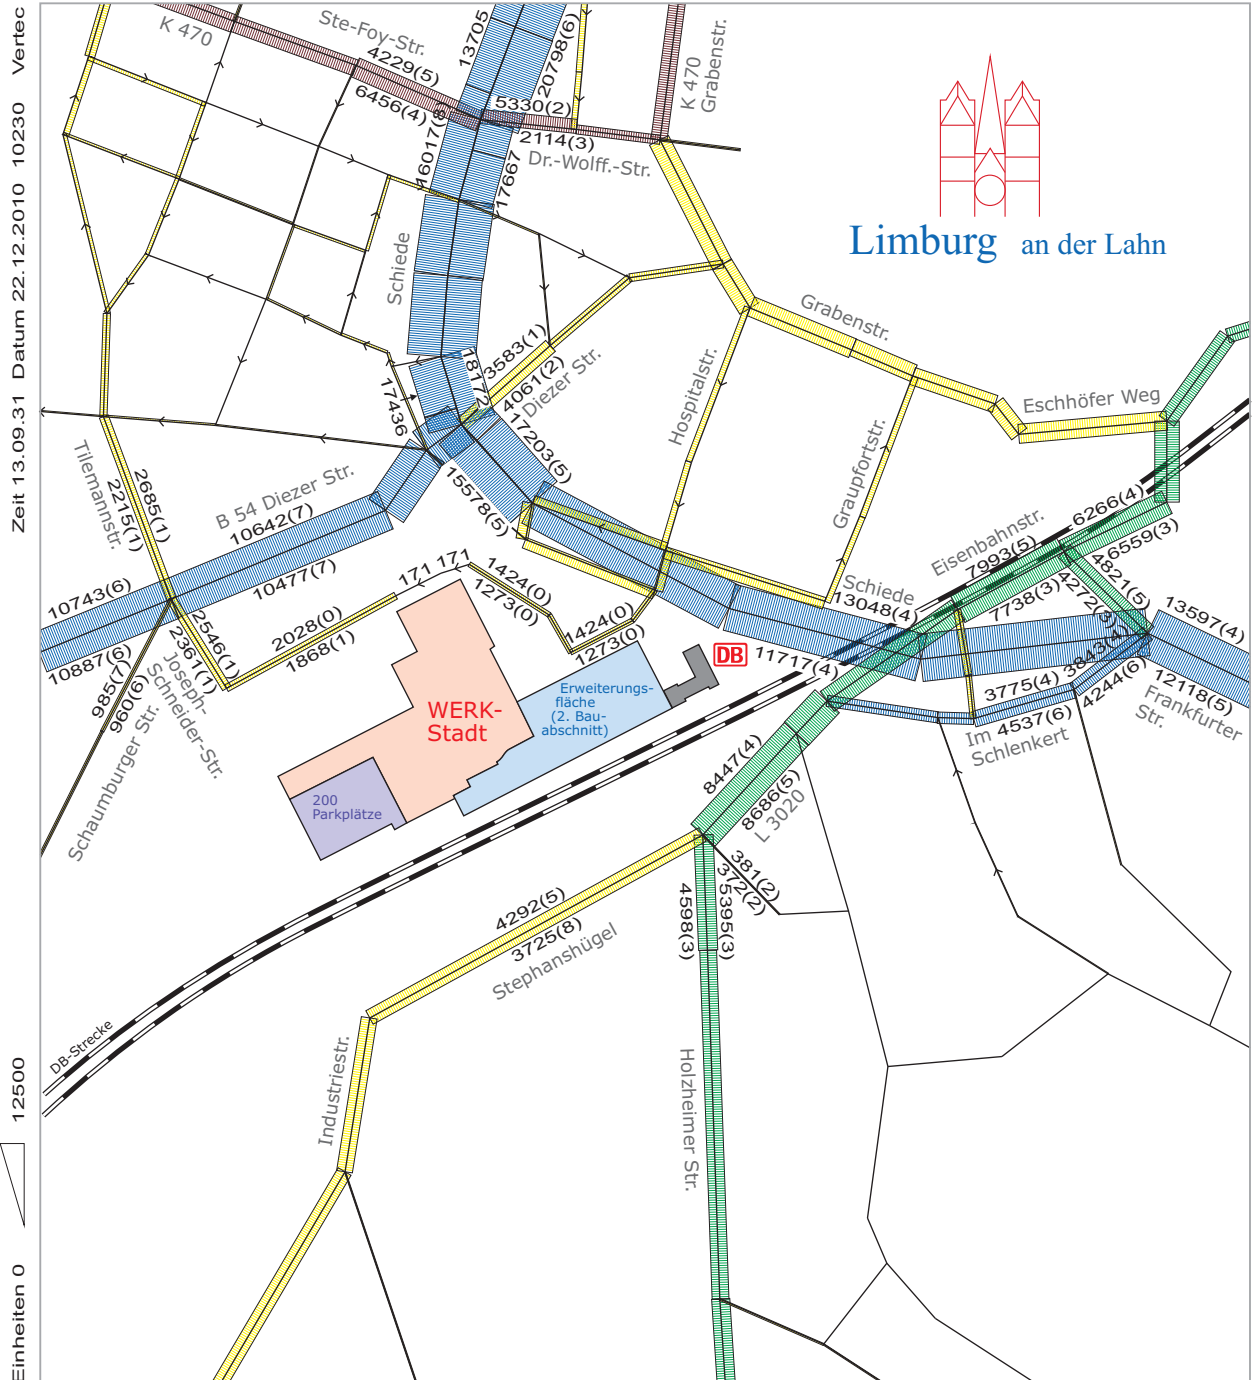 Zeit 13.09.31 Datum 22.12.2010 10230 Vertec
Einheiten 0 12500
K 470
Ste-Foy-Str.
4229(5)
6456(4)
13705
20798(6)
5330(2)
2114(3)
Dr.-Wolff.-Str.
K 470
Grabenstr.
16017(8)
17667
Schiede
Limburg an der Lahn
Grabenstr.
Eschhöfer Weg
Hospitalstr.
Graupfortstr.
18172
17436
3583(1)
4061(2)
Diezer Str.
17203(5)
15578(5)
B 54 Diezer Str.
10642(7)
10477(7)
10743(6)
10887(6)
Tilemannstr.
2685(1)
2215(1)
2546(1)
2361(1)
Joseph-
Schneider-Str.
985(7)
960(6)
Schaumburger Str.
2028(0)
1868(1)
171 171
1424(0)
1273(0)
1424(0)
1273(0)
WERK-
Stadt
Erweiterungs-
fläche
(2. Bau-
abschnitt)
200
Parkplätze
DB
11717(4)
Schiede
13048(4)
Eisenbahnstr.
7993(5)
7738(3)
6266(4)
46559(3)
4821(5)
4272(3)
3843(4)
13597(4)
12118(5)
Frankfurter
Str.
3775(4)
4537(6)
4244(6)
Im
Schlenkert
8447(4)
8686(5)
L 3020
381(2)
372(2)
4598(3)
5395(3)
4292(5)
3725(8)
Stephanshügel
Industriestr.
Holzheimer Str.
DB-Strecke